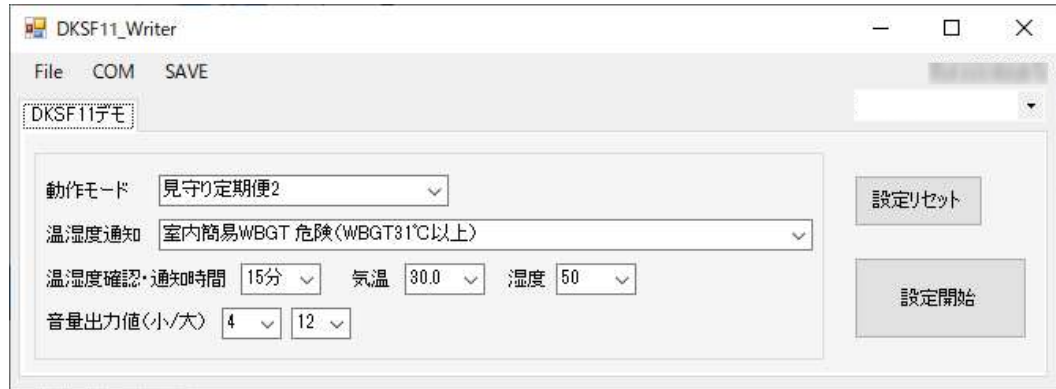 DKSF11_Writer
File COM SAVE
DKSF11デモ
動作モード 見守り定期便2
設定リセット
温湿度通知 室内簡易WBGT 危険(WBGT31℃以上)
温湿度確認・通知時間 15分 気温 30.0 湿度 50
設定開始
音量出力値(小/大) 4 12